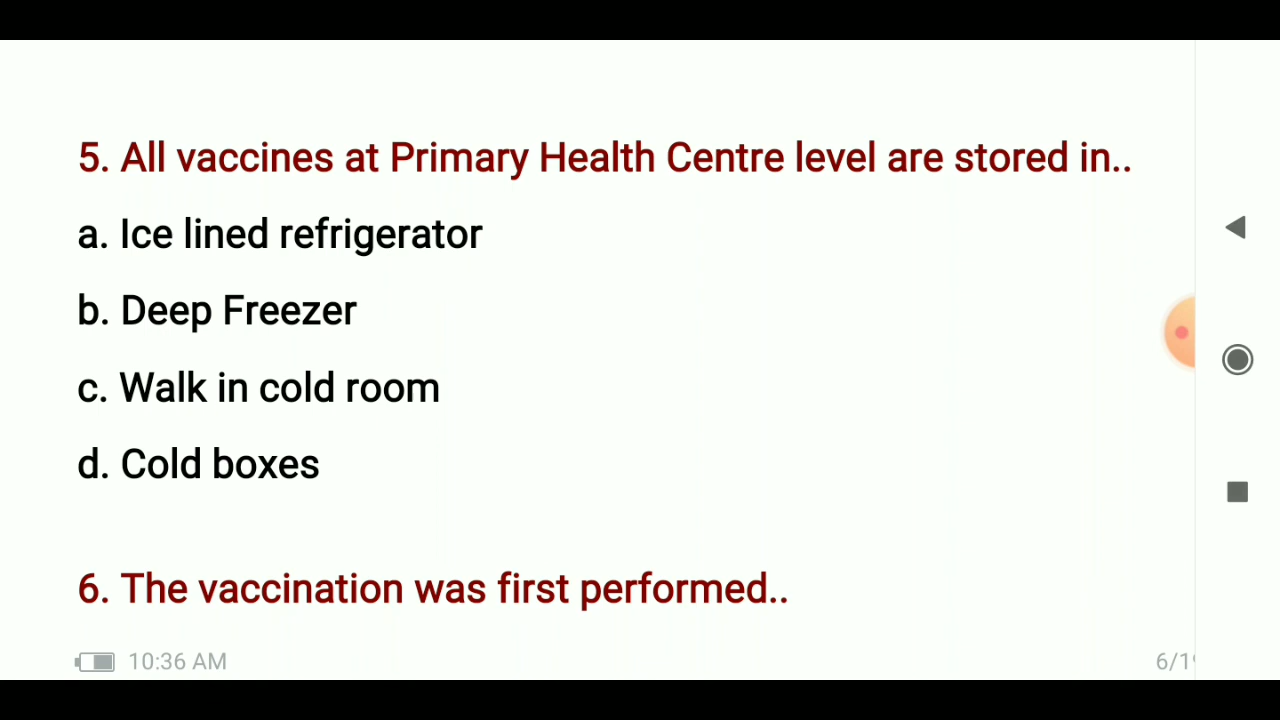 5. All vaccines at Primary Health Centre level are stored in..
a. Ice lined refrigerator
b. Deep Freezer
c. Walk in cold room
d. Cold boxes
6. The vaccination was first performed..
10:36 AM